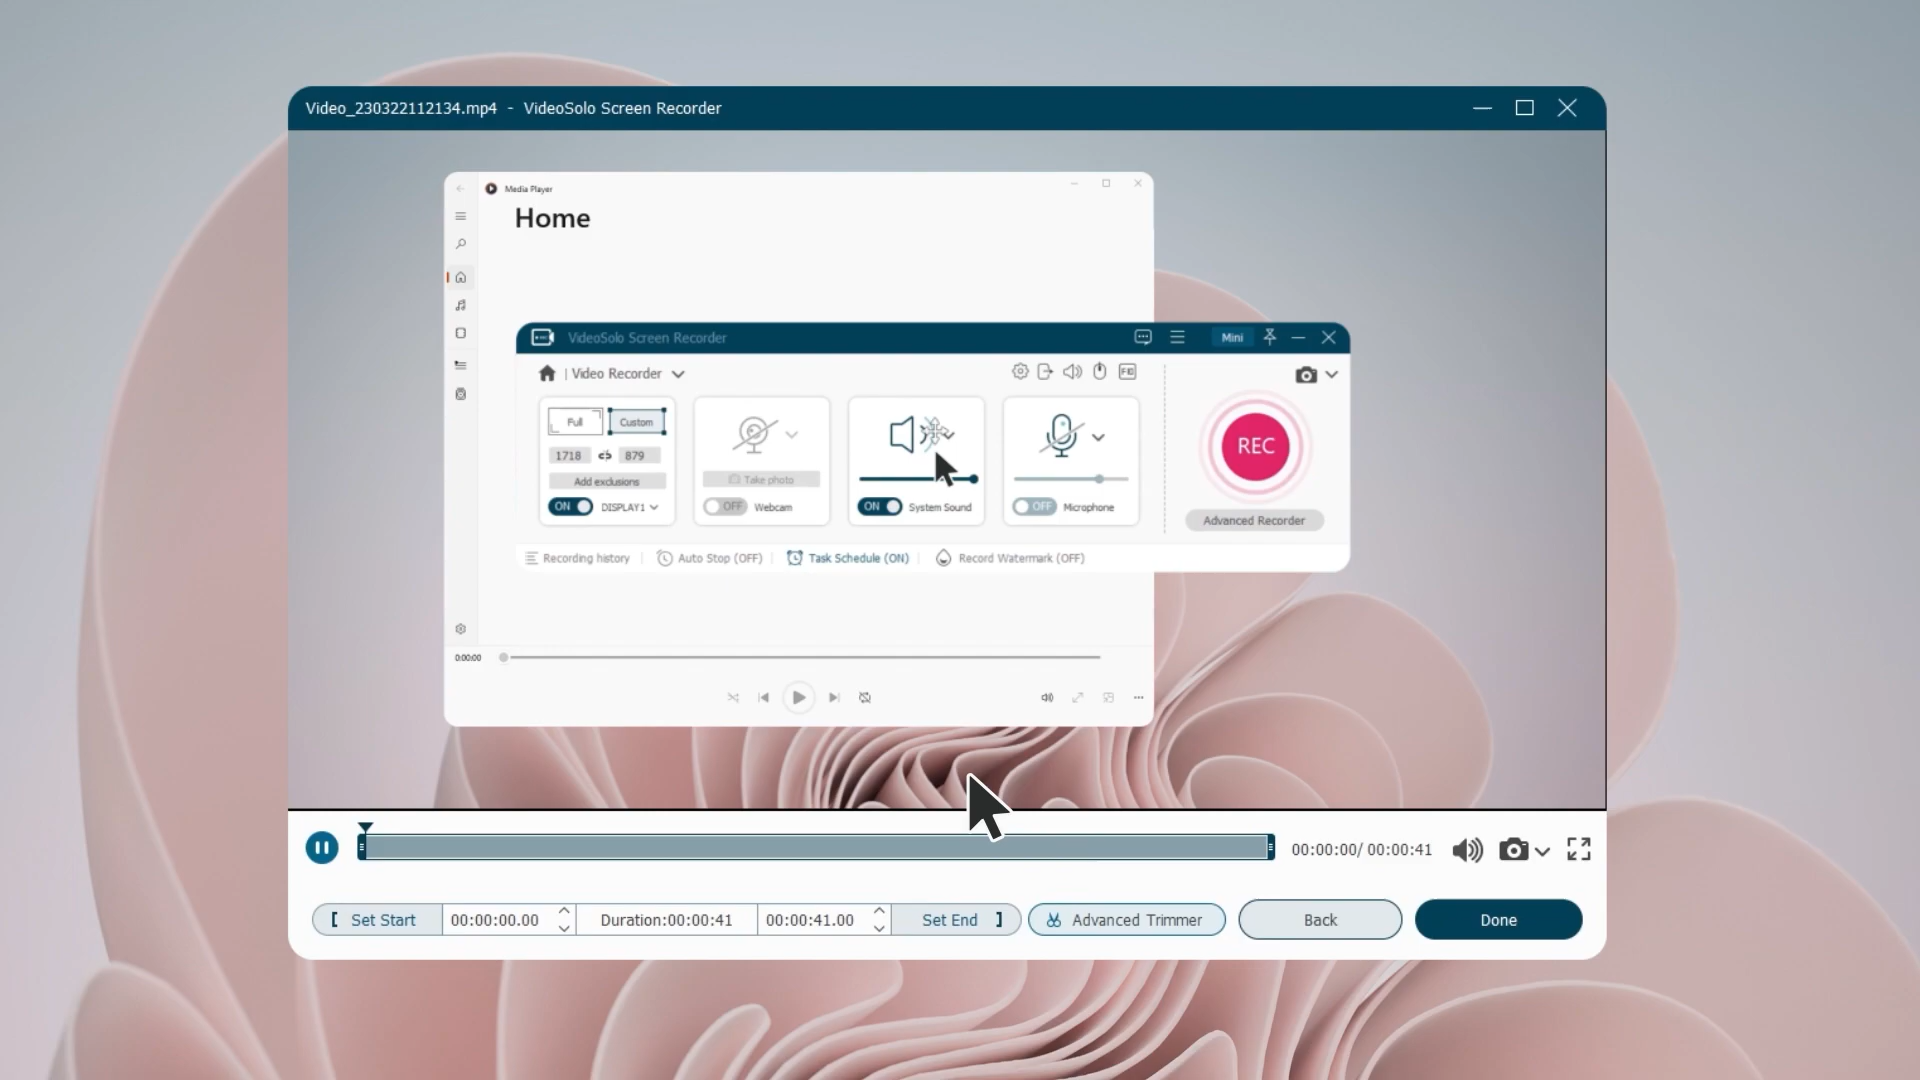 Video_230322112134.mp4 - VideoSolo Screen Recorder
Media Player
Home
VideoSolo Screen Recorder
Mini
Video Recorder
Full
Custom
1718
879
Add exclusions
ON
DISPLAY1
Take photo
OFF
Webcam
ON
System Sound
OFF
Microphone
REC
Advanced Recorder
Recording history
Auto Stop (OFF)
Task Schedule (ON)
Record Watermark (OFF)
0:00:00
00:00:00/ 00:00:41
Set Start
00:00:00.00
Duration:00:00:41
00:00:41.00
Set End
Advanced Trimmer
Back
Done